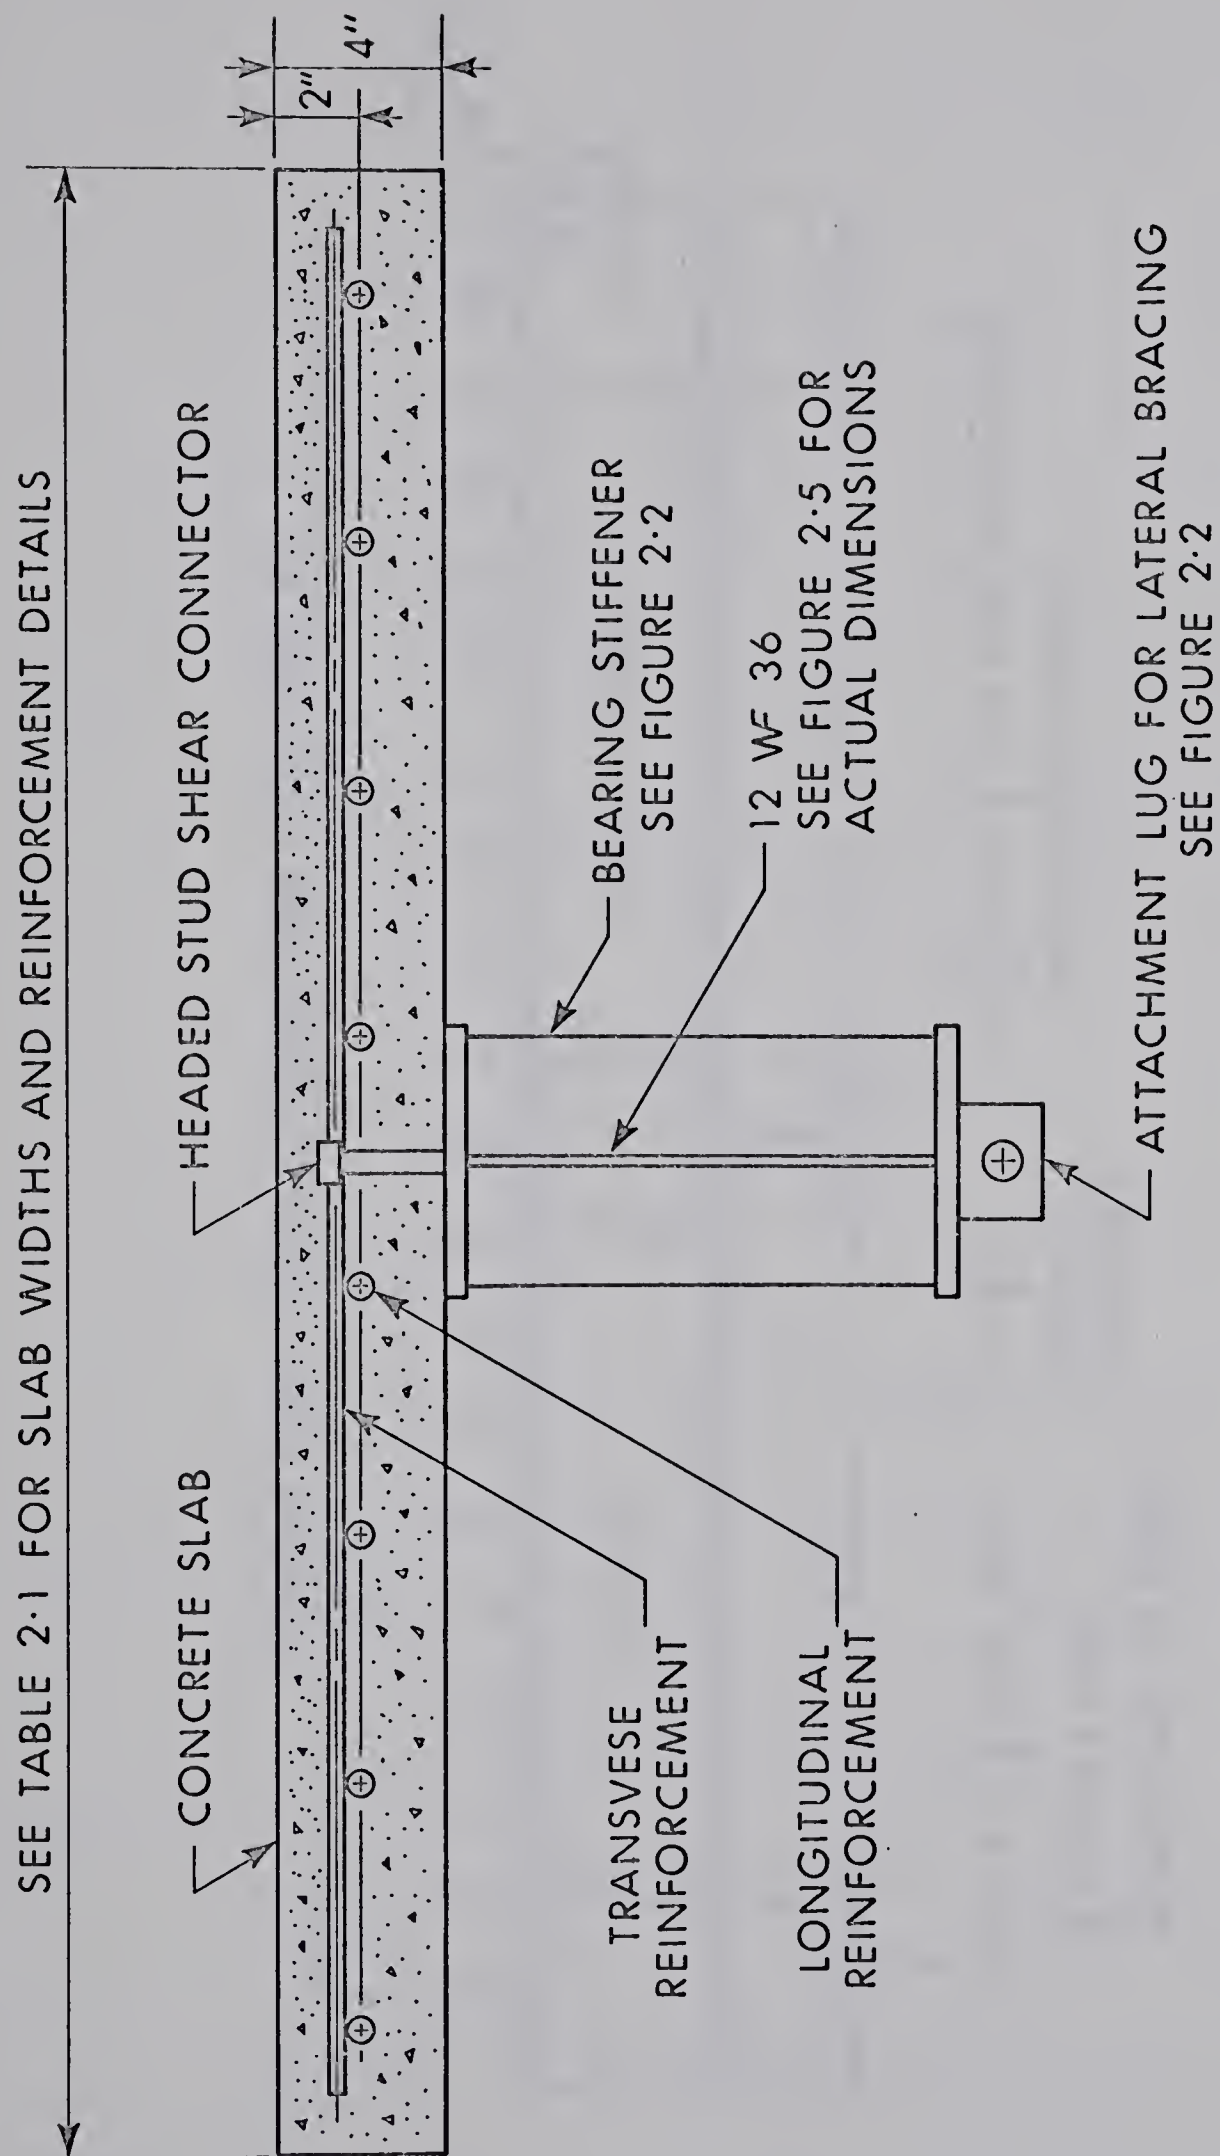 SEE TABLE 2·1 FOR SLAB WIDTHS AND REINFORCEMENT DETAILS
2"
4"
CONCRETE SLAB
HEADED STUD SHEAR CONNECTOR
TRANSVESE
REINFORCEMENT
LONGITUDINAL
REINFORCEMENT
BEARING STIFFENER
SEE FIGURE 2·2
12 WF 36
SEE FIGURE 2·5 FOR
ACTUAL DIMENSIONS
ATTACHMENT LUG FOR LATERAL BRACING
SEE FIGURE 2·2